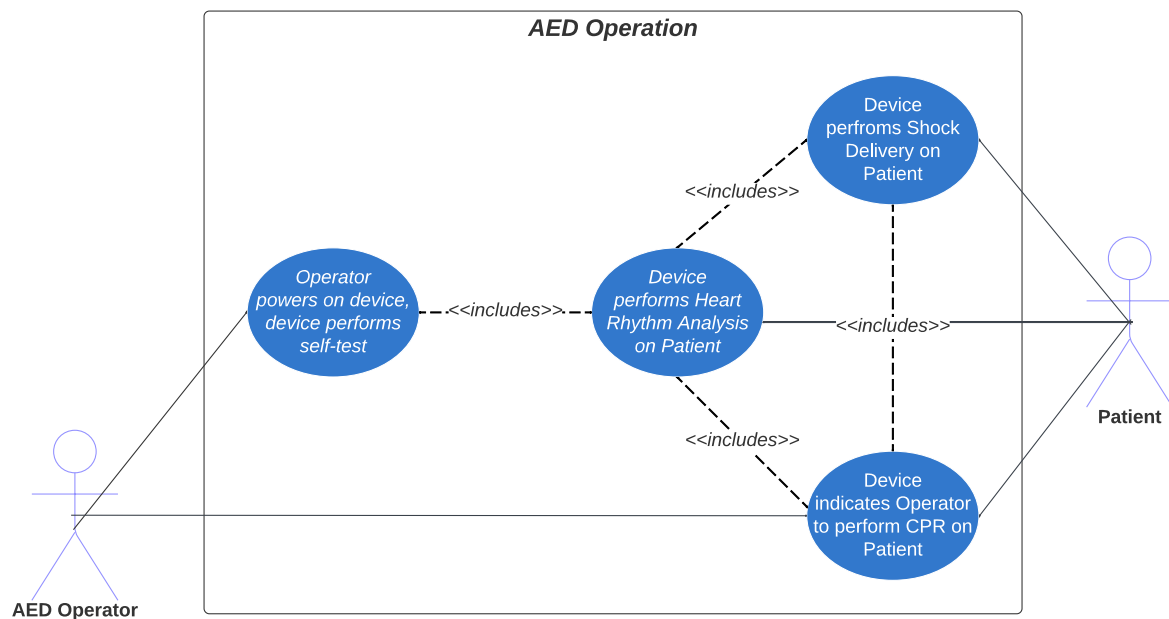 AED Operation
Device
perfroms Shock
Delivery on
Patient
<<includes>>
Operator
powers on device,
device performs
self-test
<<includes>>
Device
performs Heart
Rhythm Analysis
on Patient
<<includes>>
Patient
<<includes>>
Device
indicates Operator
to perform CPR on
Patient
AED Operator